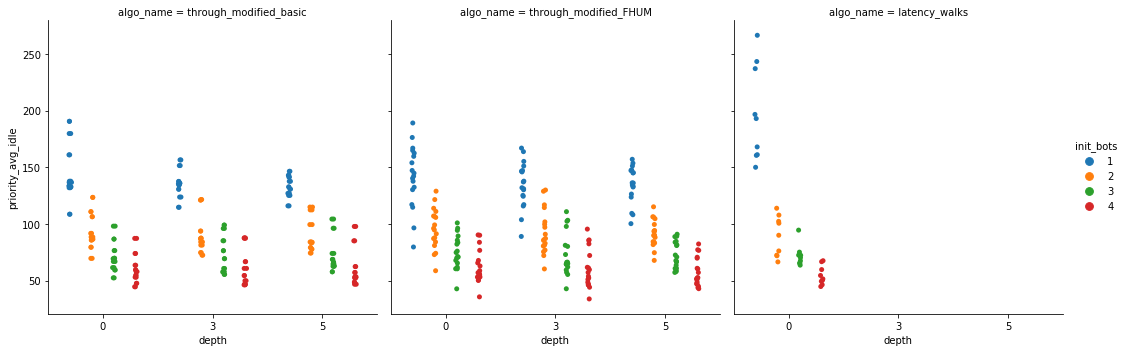 algo_name = through_modified_basic
algo_name = through_modified_FHUM
algo_name = latency_walks
priority_avg_idle
250
200
150
100
50
0 3 5
0 3 5
0 3 5
depth
depth
depth
init_bots
1
2
3
4